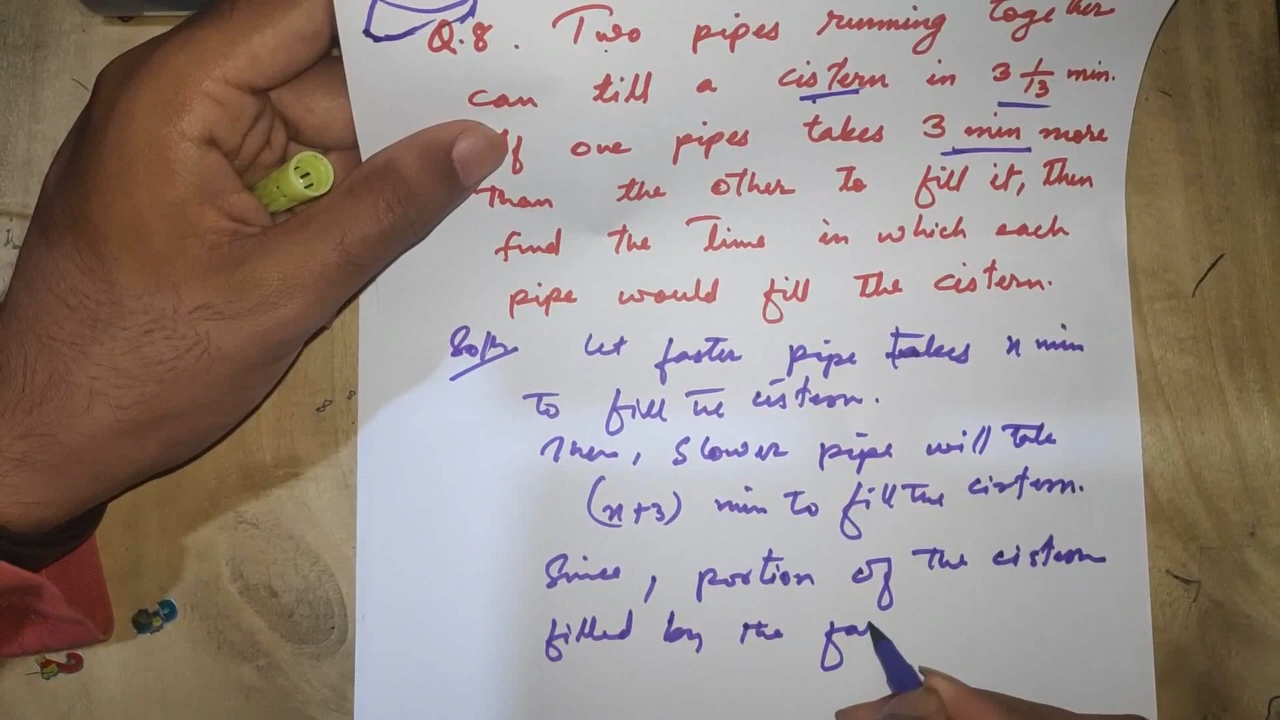 Q.8. Two pipes running together
can till a cistern in 3 1/13 min.
If one pipes takes 3 min more
Than the other to fill it, then
find the Time in which each
pipe would fill the cistern.
Soln Let faster pipe takes x min
To fill the cistern.
Then, slower pipe will take
(x+3) min to fill the cistern.
Since, portion of the cistern
filled by the fa